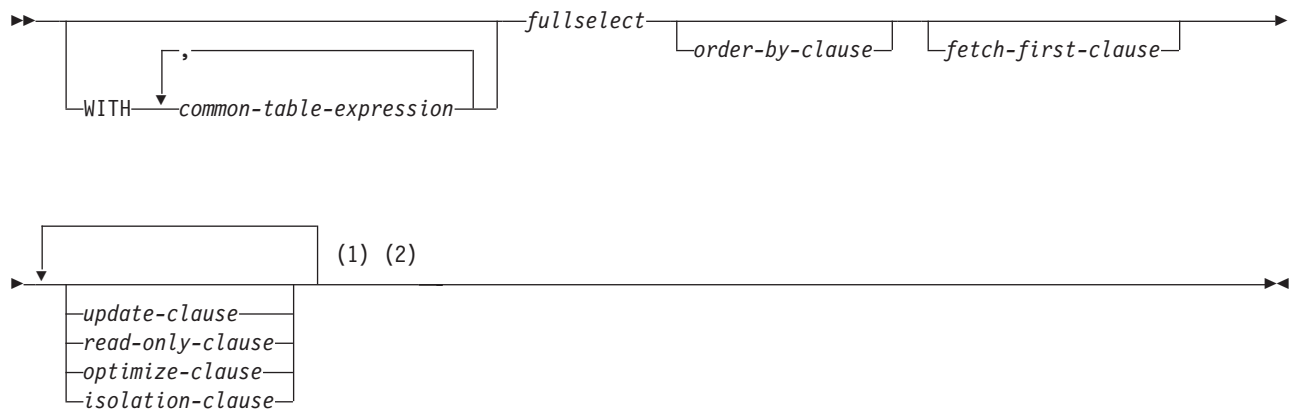 fullselect
order-by-clause fetch-first-clause
,
WITH common-table-expression
(1) (2)
update-clause
read-only-clause
optimize-clause
isolation-clause